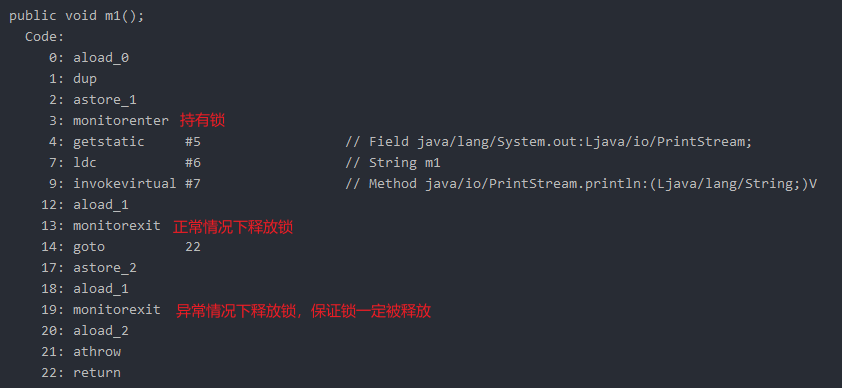 public void m1();
Code:
0: aload_0
1: dup
2: astore_1
3: monitorenter 持有锁
4: getstatic #5 // Field java/lang/System.out:Ljava/io/PrintStream;
7: ldc #6 // String m1
9: invokevirtual #7 // Method java/io/PrintStream.println:(Ljava/lang/String;)V
12: aload_1
13: monitorexit 正常情况下释放锁
14: goto 22
17: astore_2
18: aload_1
19: monitorexit 异常情况下释放锁，保证锁一定被释放
20: aload_2
21: athrow
22: return